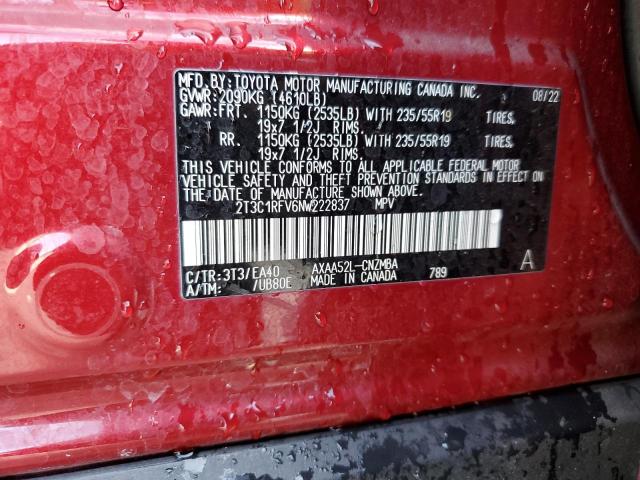 MFD. BY: TOYOTA MOTOR MANUFACTURING CANADA INC. 08/22
GVWR: 2090KG (4610LB)
GAWR: FRT. 1150KG (2535LB) WITH 235/55R19 TIRES,
19x7 1/2J RIMS.
RR. 1150KG (2535LB) WITH 235/55R19 TIRES,
19x7 1/2J RIMS.
THIS VEHICLE CONFORMS TO ALL APPLICABLE FEDERAL MOTOR
VEHICLE SAFETY AND THEFT PREVENTION STANDARDS IN EFFECT ON
THE DATE OF MANUFACTURE SHOWN ABOVE.
2T3C1RFV6NW222837 MPV
C/TR: 3T3/EA40 AXAA52L-CNZMBA 789 A
A/TM: /UB80E MADE IN CANADA